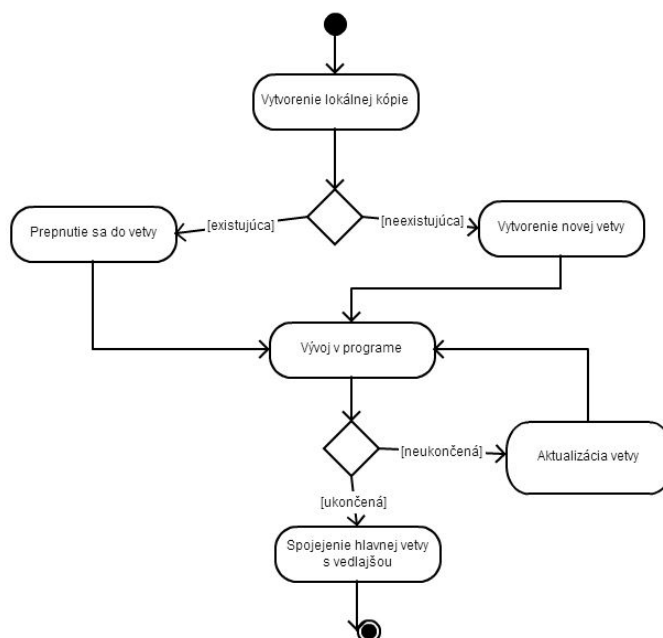 Vytvorenie lokálnej kópie
[existujúca]
[neexistujúca]
Prepnutie sa do vetvy
Vytvorenie novej vetvy
Vývoj v programe
[neukončená]
Aktualizácia vetvy
[ukončená]
Spojejenie hlavnej vetvy
s vedlajšou